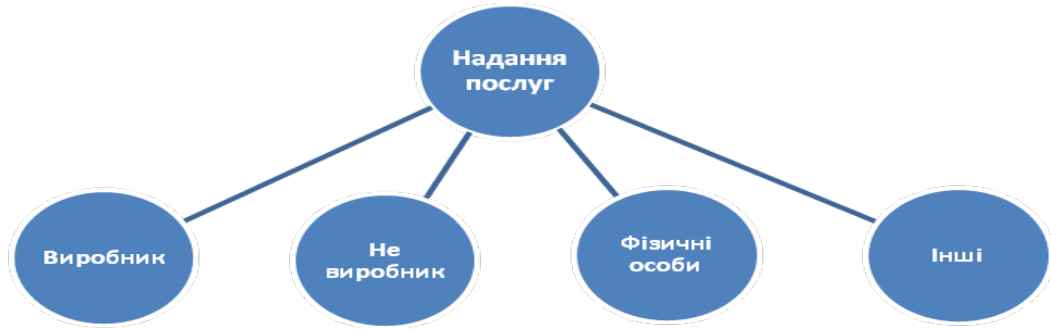 Надання
послуг
Виробник
Не
виробник
Фізичні
особи
Інші